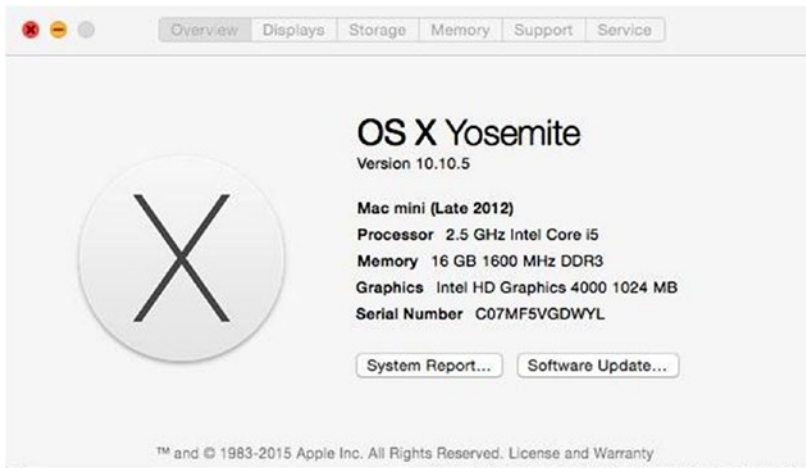 Overview Displays Storage Memory Support Service
OS X Yosemite
Version 10.10.5
Mac mini (Late 2012)
Processor 2.5 GHz Intel Core i5
Memory 16 GB 1600 MHz DDR3
Graphics Intel HD Graphics 4000 1024 MB
Serial Number C07MF5VGDWYL
System Report... Software Update...
™ and © 1983-2015 Apple Inc. All Rights Reserved. License and Warranty